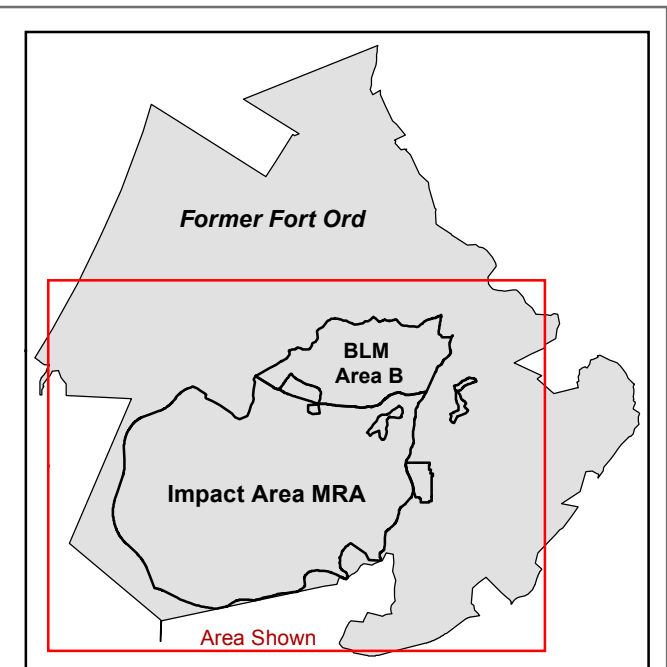 Former Fort Ord
BLM
Area B
Impact Area MRA
Area Shown